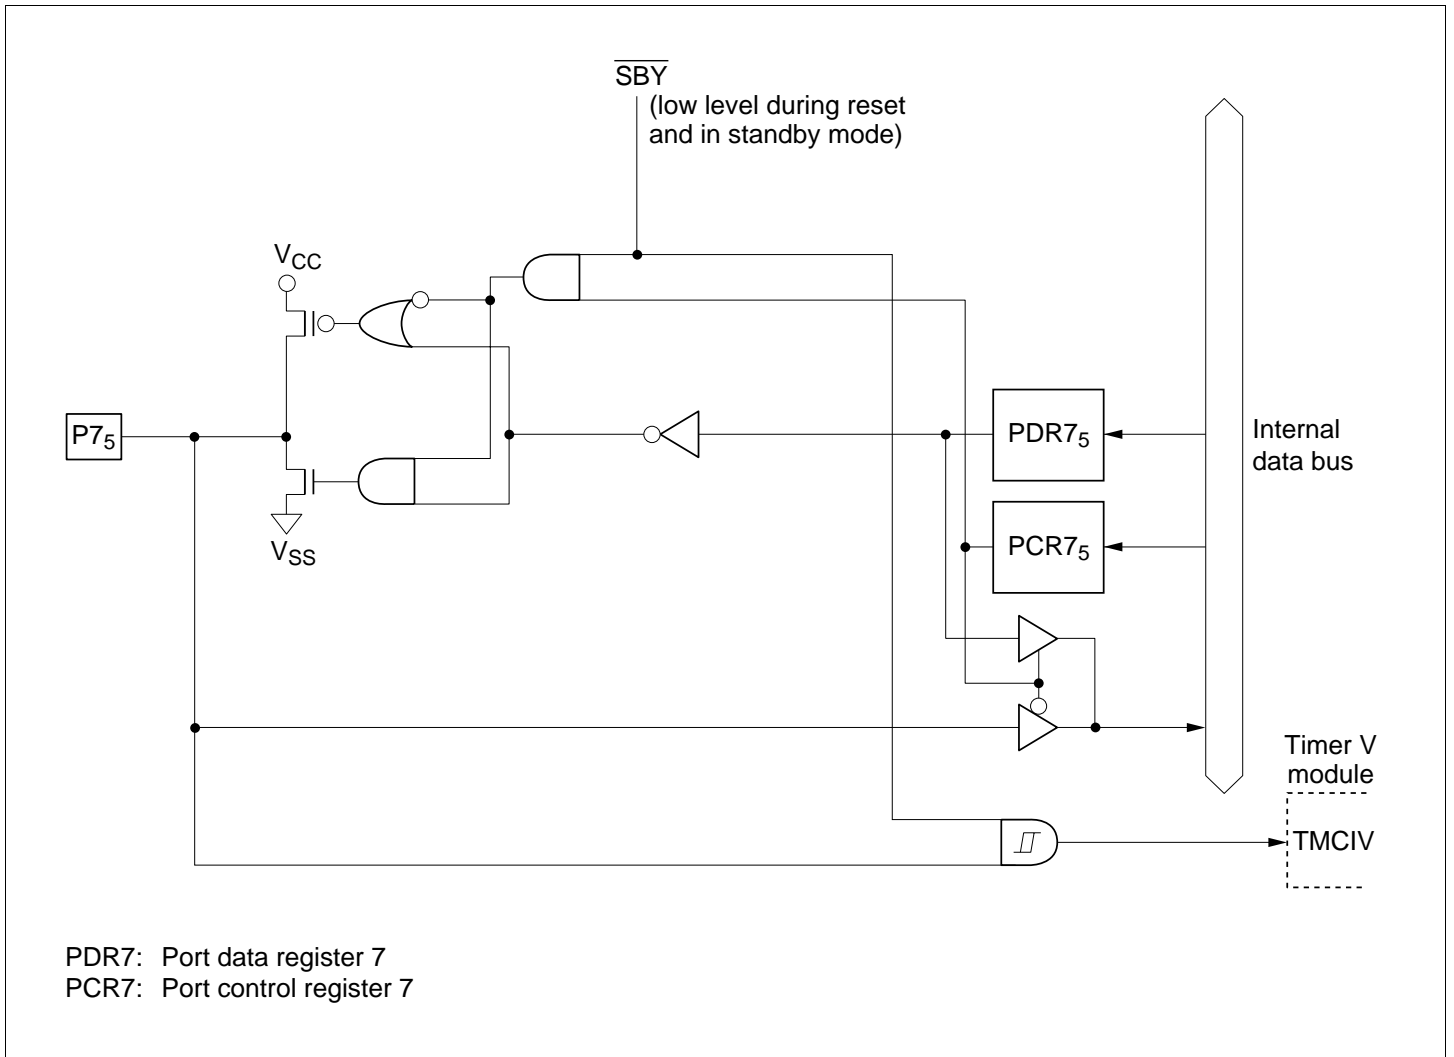 SBY
(low level during reset
and in standby mode)
VCC
P75
PDR75
Internal
data bus
PCR75
VSS
Timer V
module
TMCIV
PDR7: Port data register 7
PCR7: Port control register 7